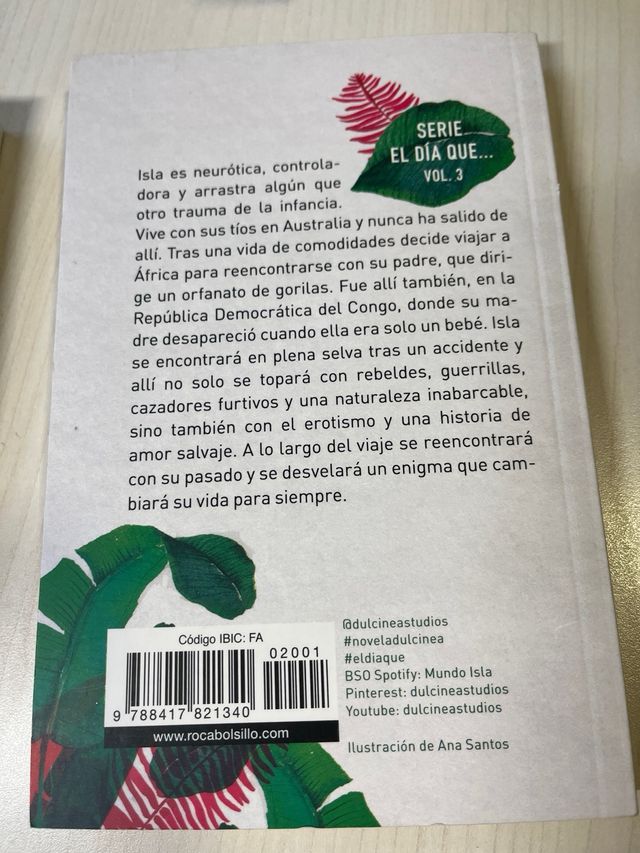 SERIE
EL DÍA QUE...
VOL. 3
Isla es neurótica, controla-
dora y arrastra algún que
otro trauma de la infancia.
Vive con sus tíos en Australia y nunca ha salido de
allí. Tras una vida de comodidades decide viajar a
África para reencontrarse con su padre, que diri-
ge un orfanato de gorilas. Fue allí también, en la
República Democrática del Congo, donde su ma-
dre desapareció cuando ella era solo un bebé. Isla
se encontrará en plena selva tras un accidente y
allí no solo se topará con rebeldes, guerrillas,
cazadores furtivos y una naturaleza inabarcable,
sino también con el erotismo y una historia de
amor salvaje. A lo largo del viaje se reencontrará
con su pasado y se desvelará un enigma que cam-
biará su vida para siempre.
@dulcineastudios
#noveladulcinea
#eldiaque
BSO Spotify: Mundo Isla
Pinterest: dulcineastudios
Youtube: dulcineastudios
Ilustración de Ana Santos
Código IBIC: FA
02001
9 788417 821340
www.rocabolsillo.com